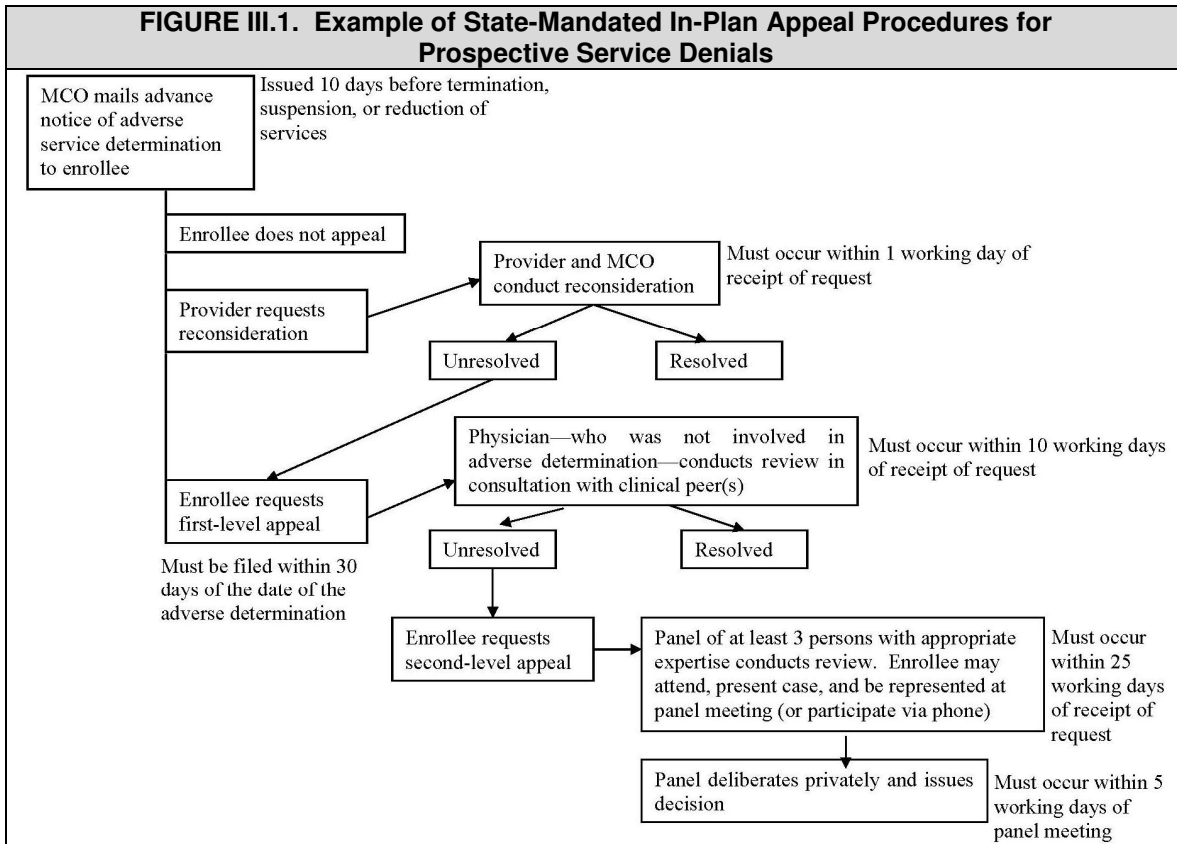 FIGURE III.1. Example of State-Mandated In-Plan Appeal Procedures for
Prospective Service Denials
MCO mails advance
notice of adverse
service determination
to enrollee
Issued 10 days before termination,
suspension, or reduction of
services
Enrollee does not appeal
Provider requests
reconsideration
Provider and MCO
conduct reconsideration
Must occur within 1 working day of
receipt of request
Unresolved
Resolved
Enrollee requests
first-level appeal
Must be filed within 30
days of the date of the
adverse determination
Physician—who was not involved in
adverse determination—conducts review in
consultation with clinical peer(s)
Must occur within 10 working days
of receipt of request
Unresolved
Resolved
Enrollee requests
second-level appeal
Panel of at least 3 persons with appropriate
expertise conducts review. Enrollee may
attend, present case, and be represented at
panel meeting (or participate via phone)
Must occur
within 25
working days
of receipt of
request
Panel deliberates privately and issues
decision
Must occur within 5
working days of
panel meeting